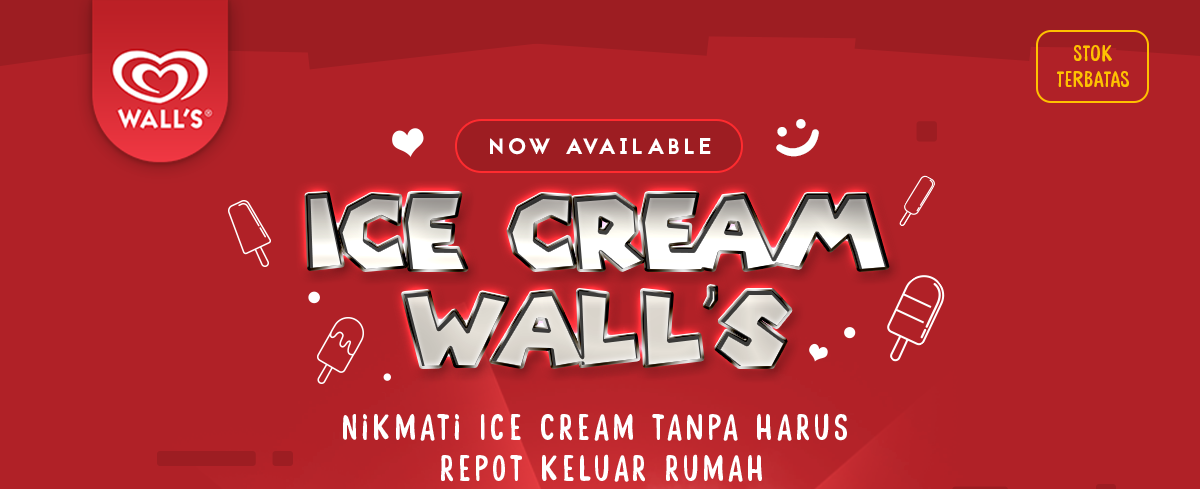 WALL'S®
STOK
TERBATAS
NOW AVAILABLE
ICE CREAM
WALL'S
NiKMATi ICE CREAM TANPA HARUS
REPOT KELUAR RUMAH